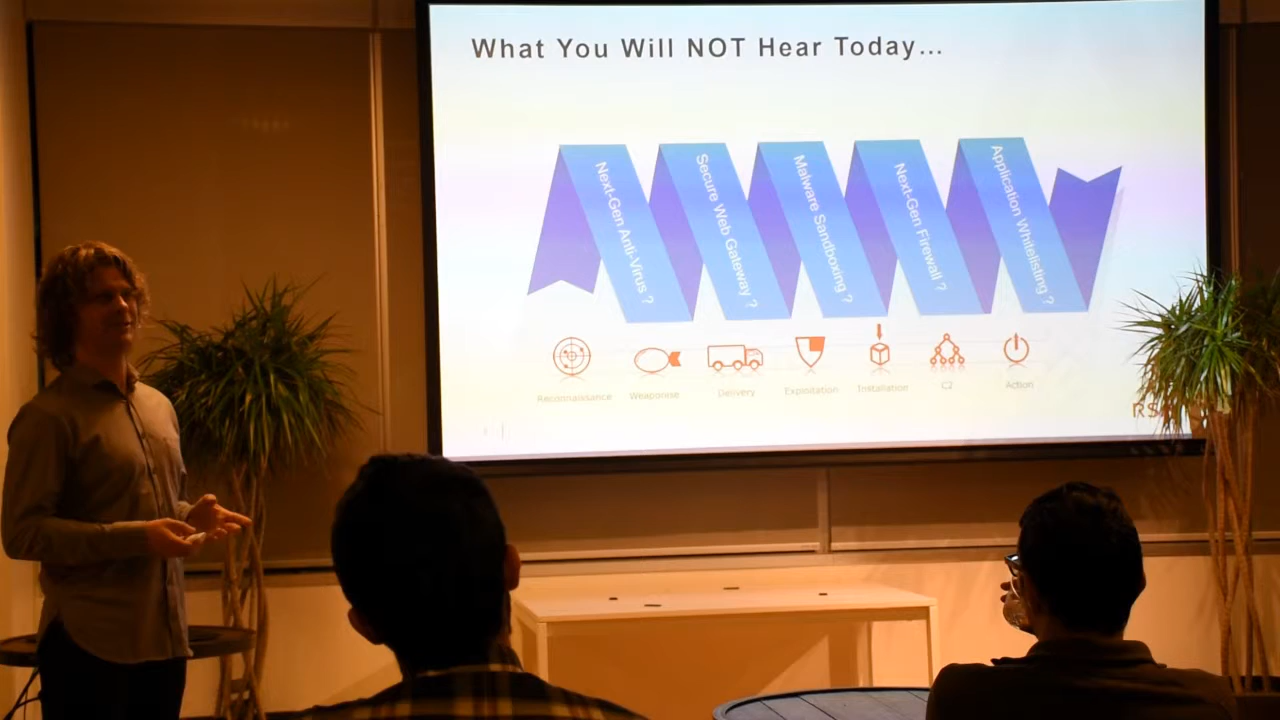 What You Will NOT Hear Today...
Next-Gen Anti-Virus ?
Secure Web Gateway ?
Malware Sandboxing ?
Next-Gen Firewall ?
Application Whitelisting ?
Reconnaissance
Weaponise
Delivery
Exploitation
Installation
C2
Action